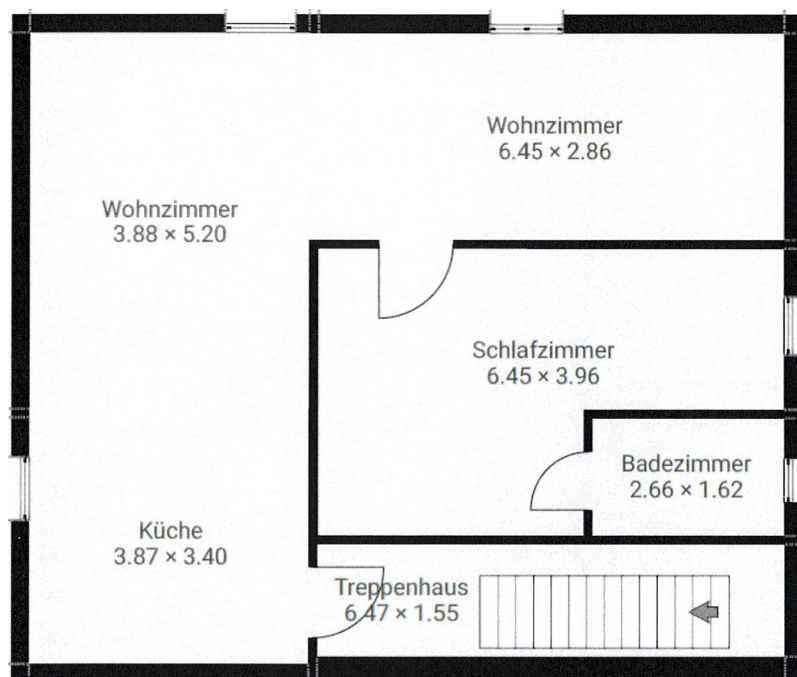 Wohnzimmer
6.45 × 2.86
Wohnzimmer
3.88 × 5.20
Schlafzimmer
6.45 × 3.96
Badezimmer
2.66 × 1.62
Küche
3.87 × 3.40
Treppenhaus
6.47 × 1.55